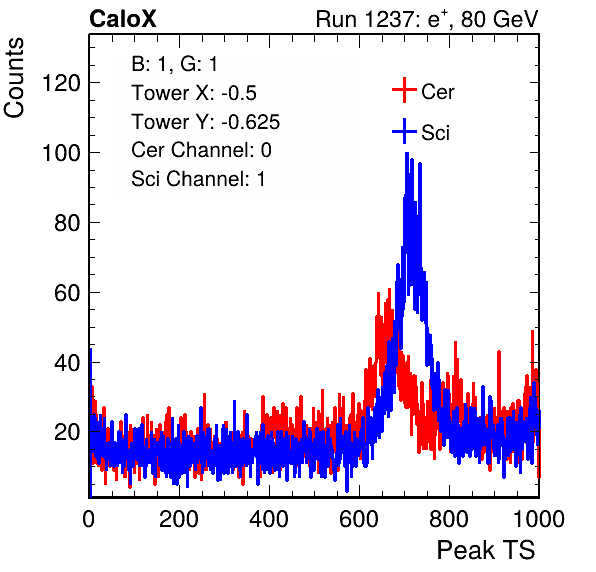 CaloX Run 1237: e⁺, 80 GeV
Counts
B: 1, G: 1
Tower X: -0.5
Tower Y: -0.625
Cer Channel: 0
Sci Channel: 1
Cer
Sci
120
100
80
60
40
20
0 200 400 600 800 1000
Peak TS